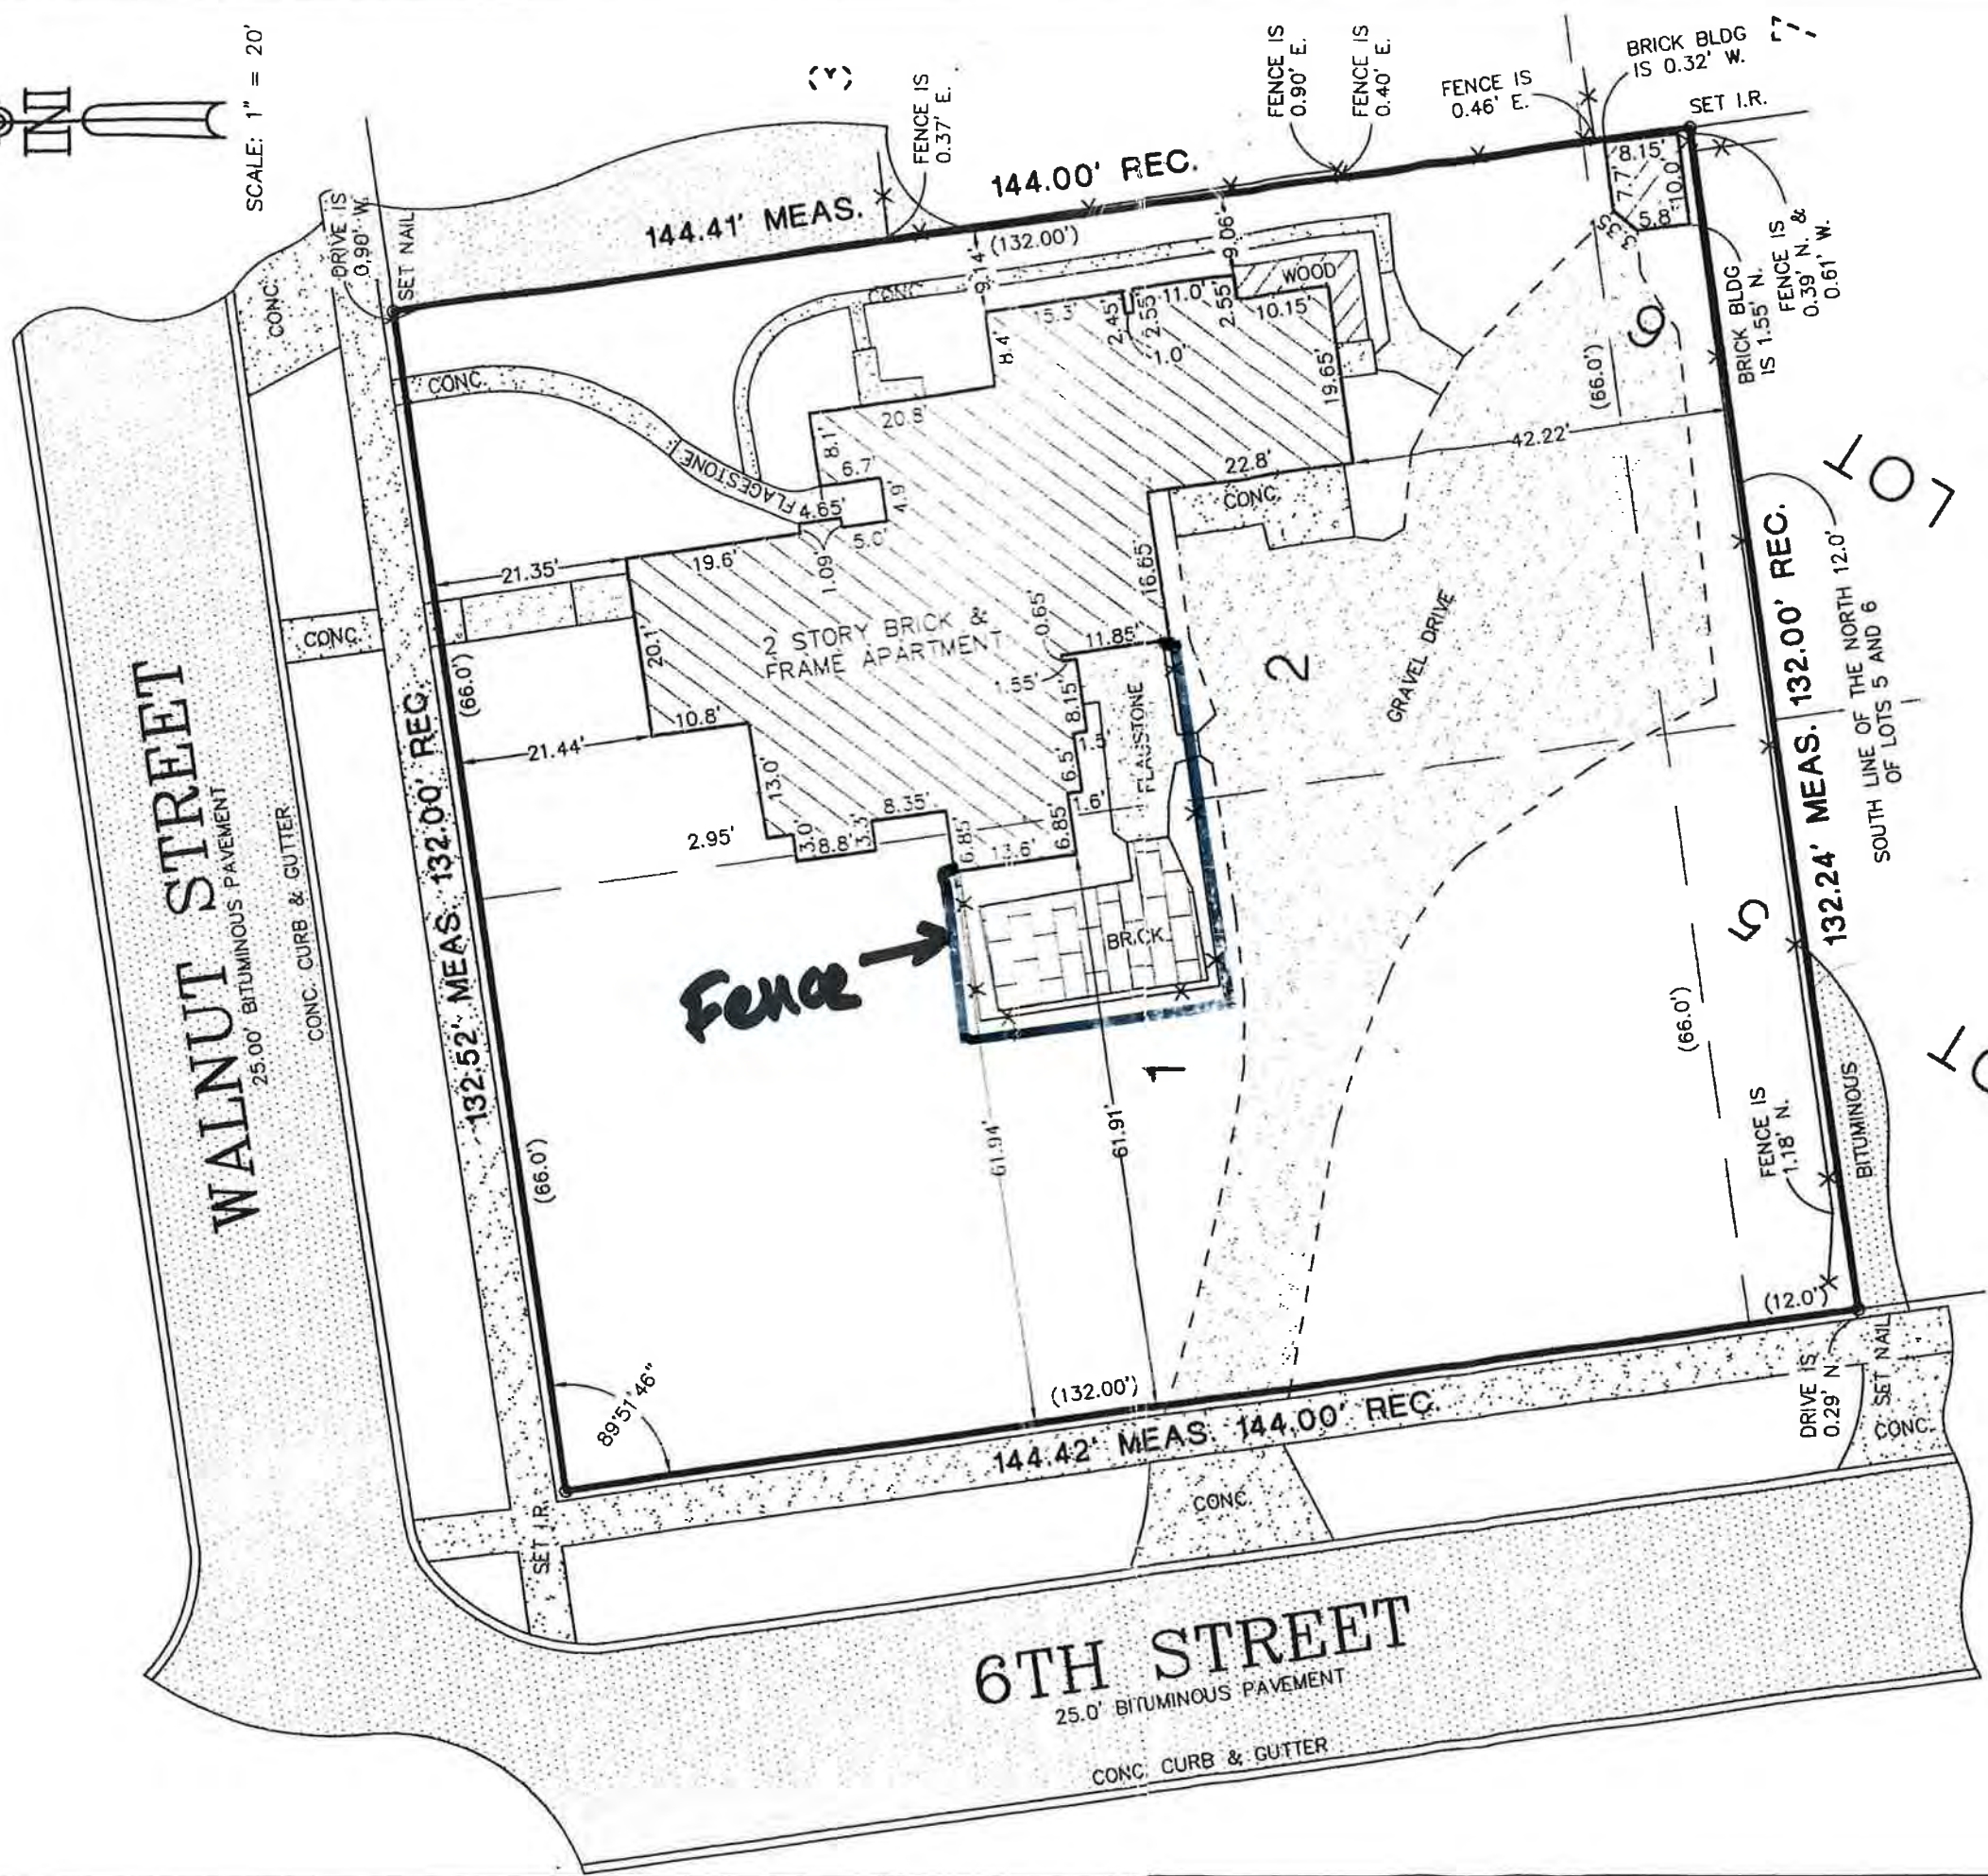 N
SCALE: 1" = 20'
WALNUT STREET
25.00' BITUMINOUS PAVEMENT
CONC. CURB & GUTTER
CONC.
DRIVE IS
0.90' W.
SET NAIL
144.41' MEAS.
144.00' REC.
(132.00')
FENCE IS
0.37' E.
FENCE IS
0.90' E.
FENCE IS
0.40' E.
FENCE IS
0.46' E.
BRICK BLDG
IS 0.32' W.
SET I.R.
8.15'
7.7'
10.0'
3.35'
5.8'
BRICK BLDG
IS 1.55' N.
FENCE IS
0.39' N. &
0.61' W.
CONC.
CONC.
FLAGESTONE
9.14'
9.06'
WOOD
15.3'
2.45'
2.55'
11.0'
2.55'
10.15'
1.0'
8.4'
20.8'
19.65'
8.1'
6.7'
4.9'
4.65'
5.0'
1.09'
19.6'
21.35'
CONC.
20.1'
2 STORY BRICK &
FRAME APARTMENT
22.8'
CONC.
42.22'
(66.0')
6
16.65'
0.65'
11.85'
1.55'
8.15'
1.5'
6.5'
1.6'
6.85'
FLAGSTONE
2
GRAVEL DRIVE
132.52' MEAS. 132.00' REC.
(66.0')
(66.0')
21.44'
10.8'
13.0'
2.95'
3.0'
8.8'
3.3'
8.35'
6.85'
13.6'
BRICK
Fence
1
61.94'
61.91'
132.24' MEAS. 132.00' REC.
SOUTH LINE OF THE NORTH 12.0'
OF LOTS 5 AND 6
LOT
5
(66.0')
FENCE IS
1.18' N.
BITUMINOUS
(12.0')
DRIVE IS
0.29' N.
SET NAIL
CONC.
89°51'46"
SET I.R.
(132.00')
144.42' MEAS. 144.00' REC.
CONC.
6TH STREET
25.0' BITUMINOUS PAVEMENT
CONC. CURB & GUTTER